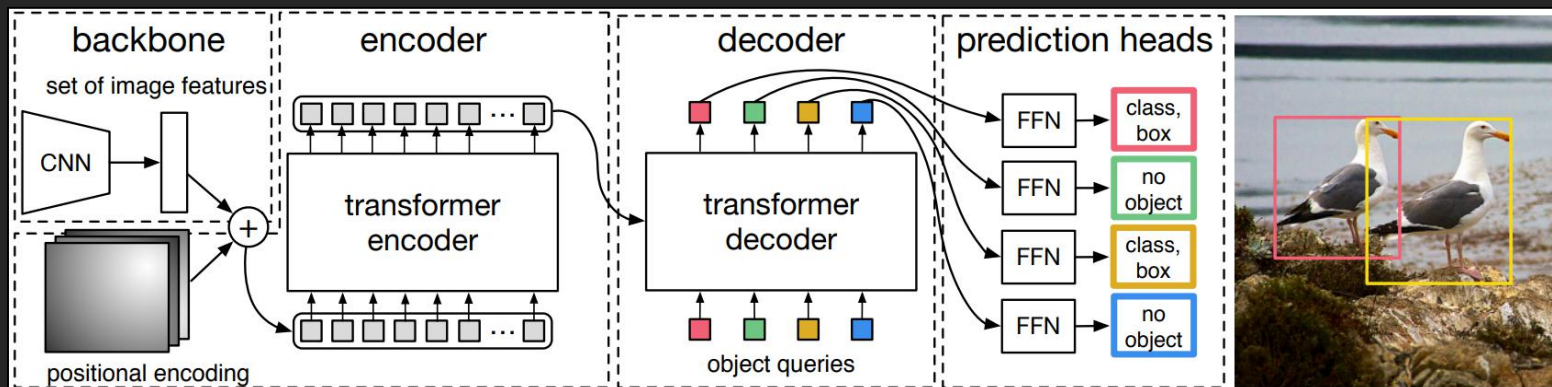 backbone
set of image features
CNN
+
positional encoding
encoder
...
transformer
encoder
...
decoder
transformer
decoder
object queries
prediction heads
FFN
class,
box
FFN
no
object
FFN
class,
box
FFN
no
object